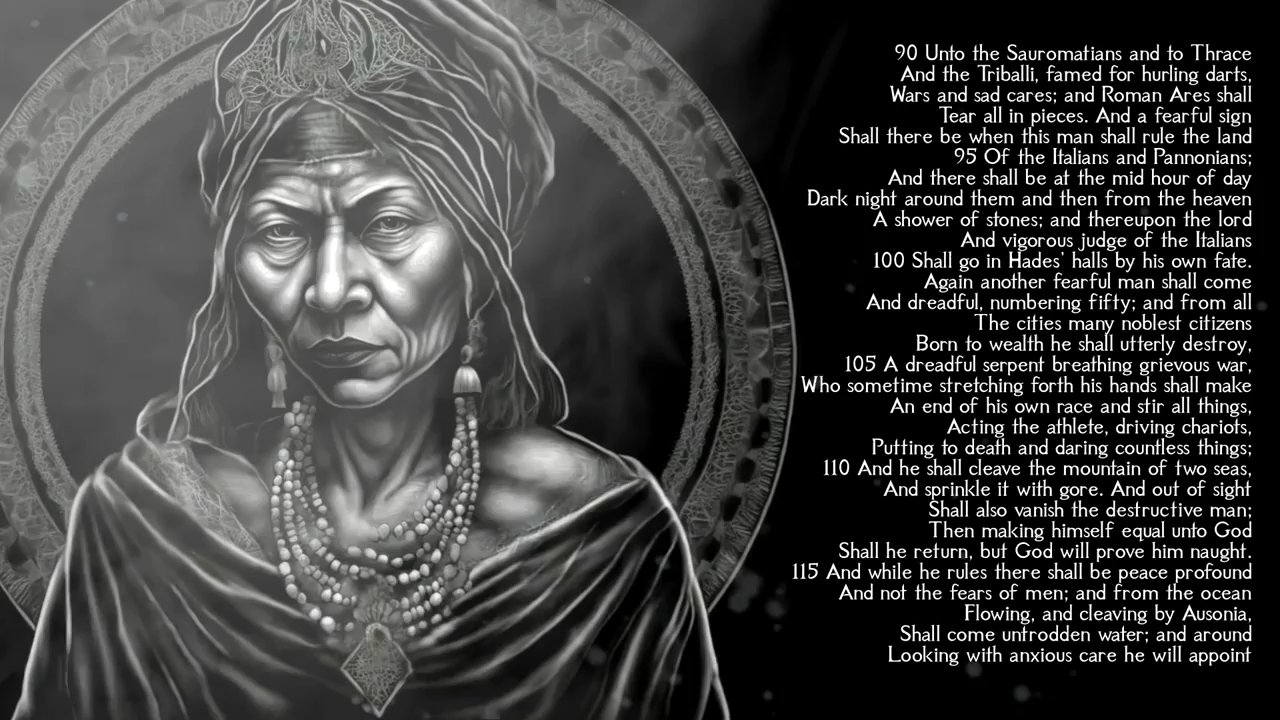 90 Unto the Sauromatians and to Thrace
And the Triballi, famed for hurling darts,
Wars and sad cares; and Roman Ares shall
Tear all in pieces. And a fearful sign
Shall there be when this man shall rule the land
95 Of the Italians and Pannonians;
And there shall be at the mid hour of day
Dark night around them and then from the heaven
A shower of stones; and thereupon the lord
And vigorous judge of the Italians
100 Shall go in Hades' halls by his own fate.
Again another fearful man shall come
And dreadful, numbering fifty; and from all
The cities many noblest citizens
Born to wealth he shall utterly destroy,
105 A dreadful serpent breathing grievous war,
Who sometime stretching forth his hands shall make
An end of his own race and stir all things,
Acting the athlete, driving chariots,
Putting to death and daring countless things;
110 And he shall cleave the mountain of two seas,
And sprinkle it with gore. And out of sight
Shall also vanish the destructive man;
Then making himself equal unto God
Shall he return, but God will prove him naught.
115 And while he rules there shall be peace profound
And not the fears of men; and from the ocean
Flowing, and cleaving by Ausonia,
Shall come untrodden water; and around
Looking with anxious care he will appoint